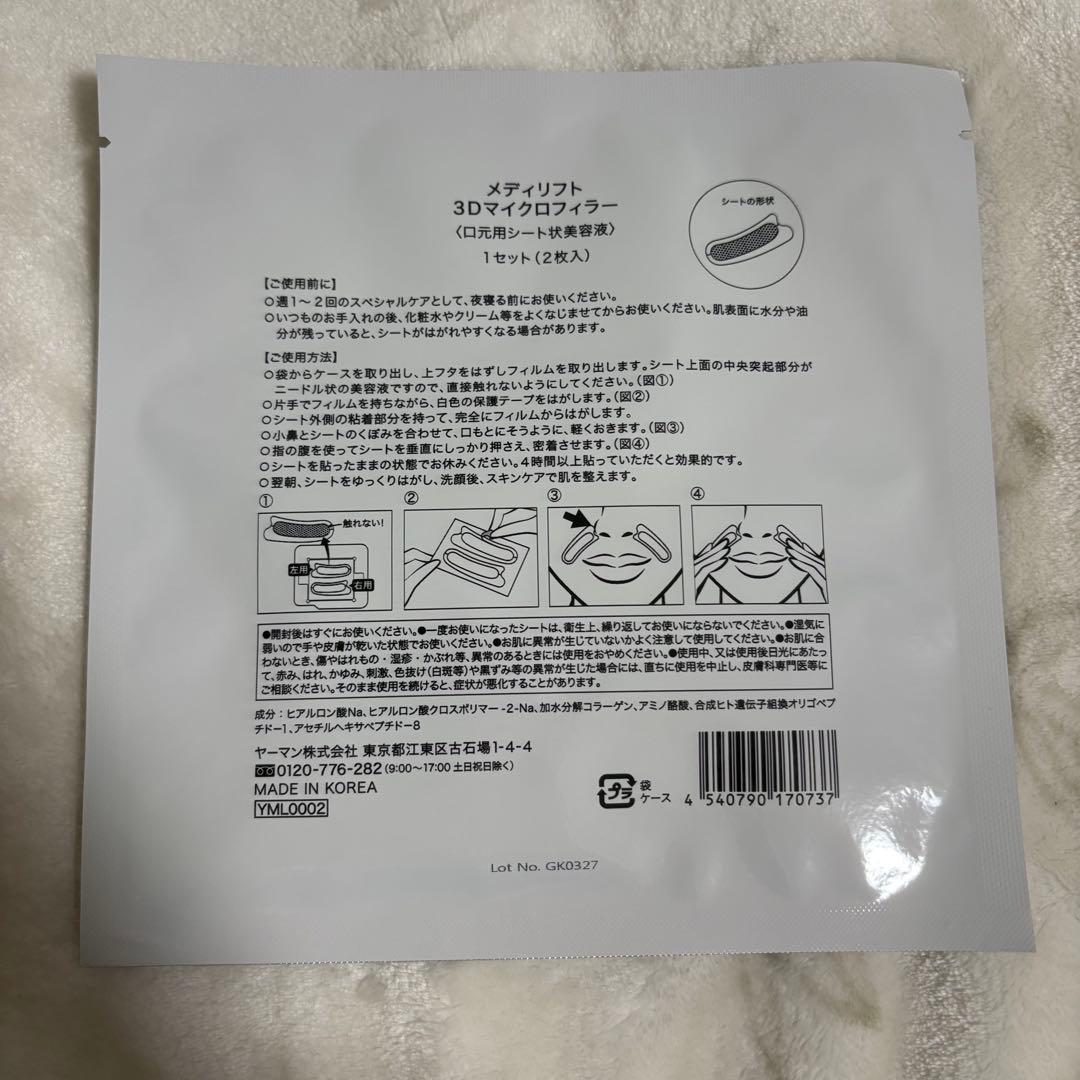 メディリフト
3Dマイクロフィラー
〈口元用シート状美容液〉
1セット(2枚入)
シートの形状
【ご使用前に】
○週1〜2回のスペシャルケアとして、夜寝る前にお使いください。
○いつものお手入れの後、化粧水やクリーム等をよくなじませてからお使いください。肌表面に水分や油
分が残っていると、シートがはがれやすくなる場合があります。
【ご使用方法】
○袋からケースを取り出し、上フタをはずしフィルムを取り出します。シート上面の中央突起部分が
ニードル状の美容液ですので、直接触れないようにしてください。(図①)
○片手でフィルムを持ちながら、白色の保護テープをはがします。(図②)
○シート外側の粘着部分を持って、完全にフィルムからはがします。
○小鼻とシートのくぼみを合わせて、口もとにそうように、軽くおきます。(図③)
○指の腹を使ってシートを垂直にしっかり押さえ、密着させます。(図④)
○シートを貼ったままの状態でお休みください。4時間以上貼っていただくと効果的です。
○翌朝、シートをゆっくりはがし、洗顔後、スキンケアで肌を整えます。
① ② ③ ④
触れない!
左用
右用
●開封後はすぐにお使いください。●一度お使いになったシートは、衛生上、繰り返してお使いにならないでください。●湿気に
弱いので手や皮膚が乾いた状態でお使いください。●お肌に異常が生じていないかよく注意して使用してください。●お肌に合
わないとき、傷やはれもの・湿疹・かぶれ等、異常のあるときには使用をおやめください。●使用中、又は使用後日光にあたっ
て、赤み、はれ、かゆみ、刺激、色抜け(白斑等)や黒ずみ等の異常が生じた場合には、直ちに使用を中止し、皮膚科専門医等に
ご相談ください。そのまま使用を続けると、症状が悪化することがあります。
成分：ヒアルロン酸Na、ヒアルロン酸クロスポリマー-2-Na、加水分解コラーゲン、アミノ酪酸、合成ヒト遺伝子組換オリゴペプ
チド-1、アセチルヘキサペプチド-8
ヤーマン株式会社 東京都江東区古石場1-4-4
0120-776-282(9:00〜17:00 土日祝日除く)
MADE IN KOREA
YML0002
プラ
袋
ケース
4 540790 170737
Lot No. GK0327